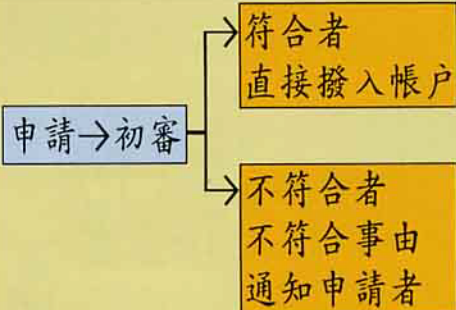 申請→初審
符合者
直接撥入帳戶
不符合者
不符合事由
通知申請者